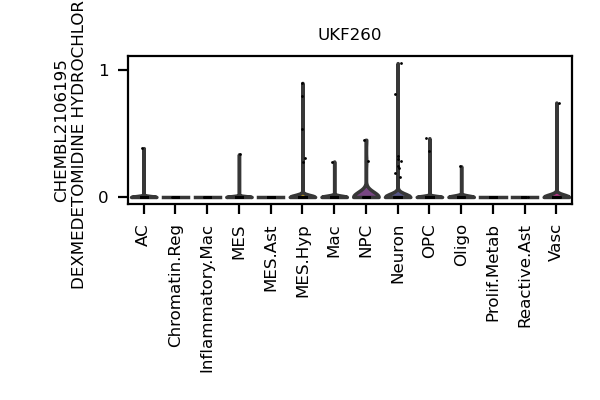 UKF260
CHEMBL2106195
DEXMEDETOMIDINE HYDROCHLOR
1
0
AC
Chromatin.Reg
Inflammatory.Mac
MES
MES.Ast
MES.Hyp
Mac
NPC
Neuron
OPC
Oligo
Prolif.Metab
Reactive.Ast
Vasc